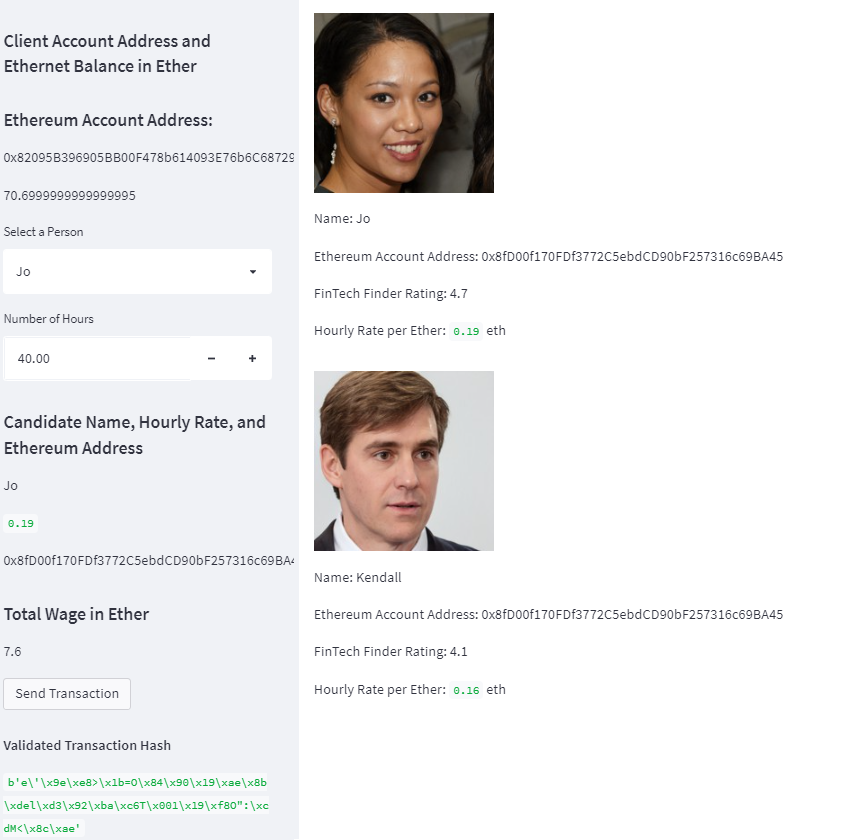 Client Account Address and
Ethernet Balance in Ether
Ethereum Account Address:
0x82095B396905BB00F478b614093E76b6C68729
70.6999999999999995
Select a Person
Jo
Number of Hours
40.00
Candidate Name, Hourly Rate, and
Ethereum Address
Jo
0.19
0x8fD00f170FDf3772C5ebdCD90bF257316c69BA4
Total Wage in Ether
7.6
Send Transaction
Validated Transaction Hash
b'e\'\x9e\xe8>\x1b=O\x84\x90\x19\xae\x8b
\xdel\xd3\x92\xba\xc6T\x001\x19\xf8O":\xc
dM<\x8c\xae'
Name: Jo
Ethereum Account Address: 0x8fD00f170FDf3772C5ebdCD90bF257316c69BA45
FinTech Finder Rating: 4.7
Hourly Rate per Ether: 0.19 eth
Name: Kendall
Ethereum Account Address: 0x8fD00f170FDf3772C5ebdCD90bF257316c69BA45
FinTech Finder Rating: 4.1
Hourly Rate per Ether: 0.16 eth